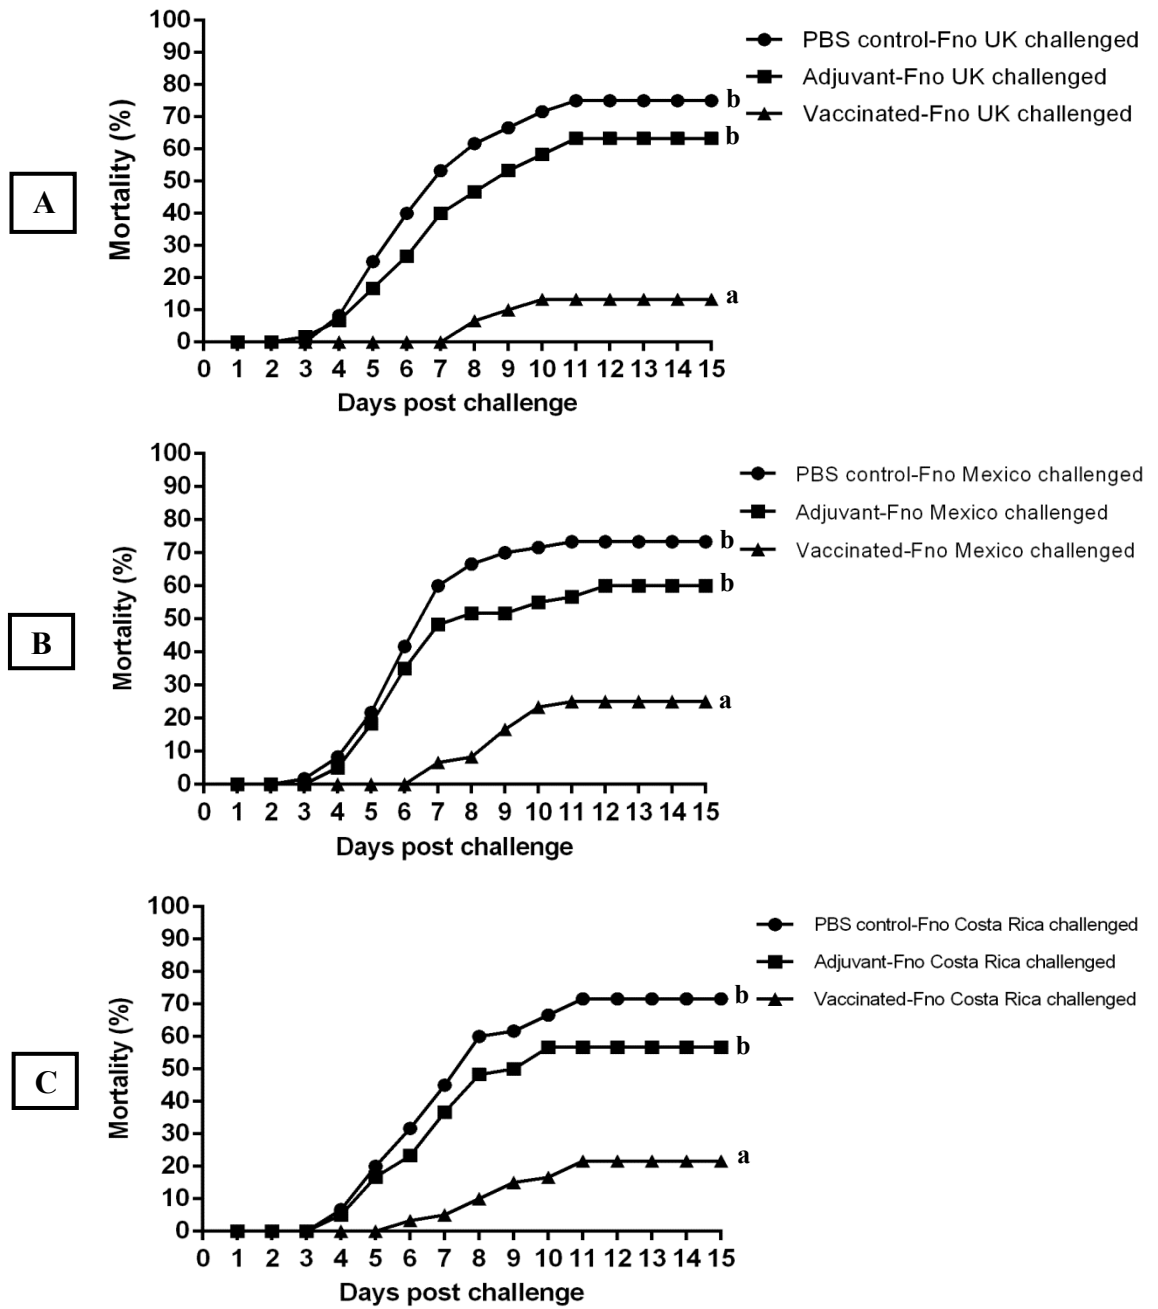 A
Mortality (%)
100
90
80
70
60
50
40
30
20
10
0
0 1 2 3 4 5 6 7 8 9 10 11 12 13 14 15
Days post challenge
PBS control-Fno UK challenged
Adjuvant-Fno UK challenged
Vaccinated-Fno UK challenged
b
b
a
B
Mortality (%)
100
90
80
70
60
50
40
30
20
10
0
0 1 2 3 4 5 6 7 8 9 10 11 12 13 14 15
Days post challenge
PBS control-Fno Mexico challenged
Adjuvant-Fno Mexico challenged
Vaccinated-Fno Mexico challenged
b
b
a
C
Mortality (%)
100
90
80
70
60
50
40
30
20
10
0
0 1 2 3 4 5 6 7 8 9 10 11 12 13 14 15
Days post challenge
PBS control-Fno Costa Rica challenged
Adjuvant-Fno Costa Rica challenged
Vaccinated-Fno Costa Rica challenged
b
b
a